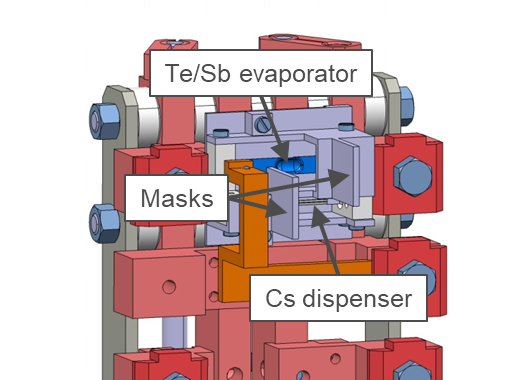 Te/Sb evaporator
Masks
Cs dispenser